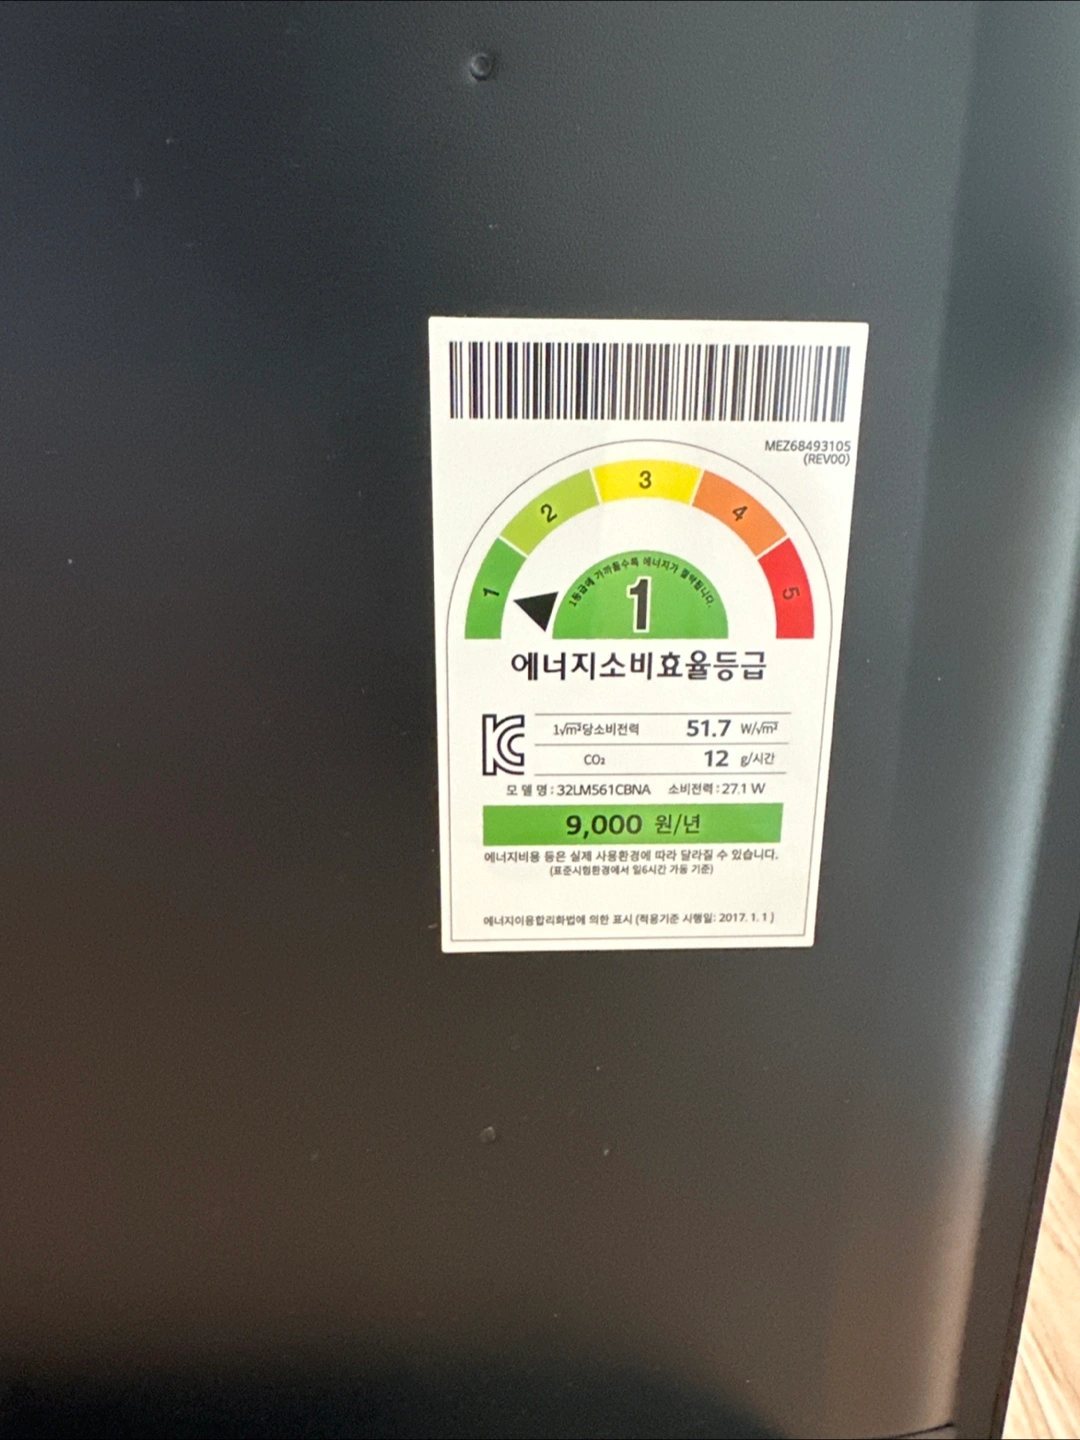 MEZ68493105
(REV00)
1 2 3 4 5
1등급에 가까울수록 에너지가 절약됩니다.
1
에너지소비효율등급
1√m²당소비전력 51.7 W/√m²
CO₂ 12 g/시간
모 델 명 : 32LM561CBNA 소비전력 : 27.1 W
9,000 원/년
에너지비용 등은 실제 사용환경에 따라 달라질 수 있습니다.
(표준시험환경에서 일6시간 가동 기준)
에너지이용합리화법에 의한 표시 (적용기준 시행일: 2017. 1. 1 )